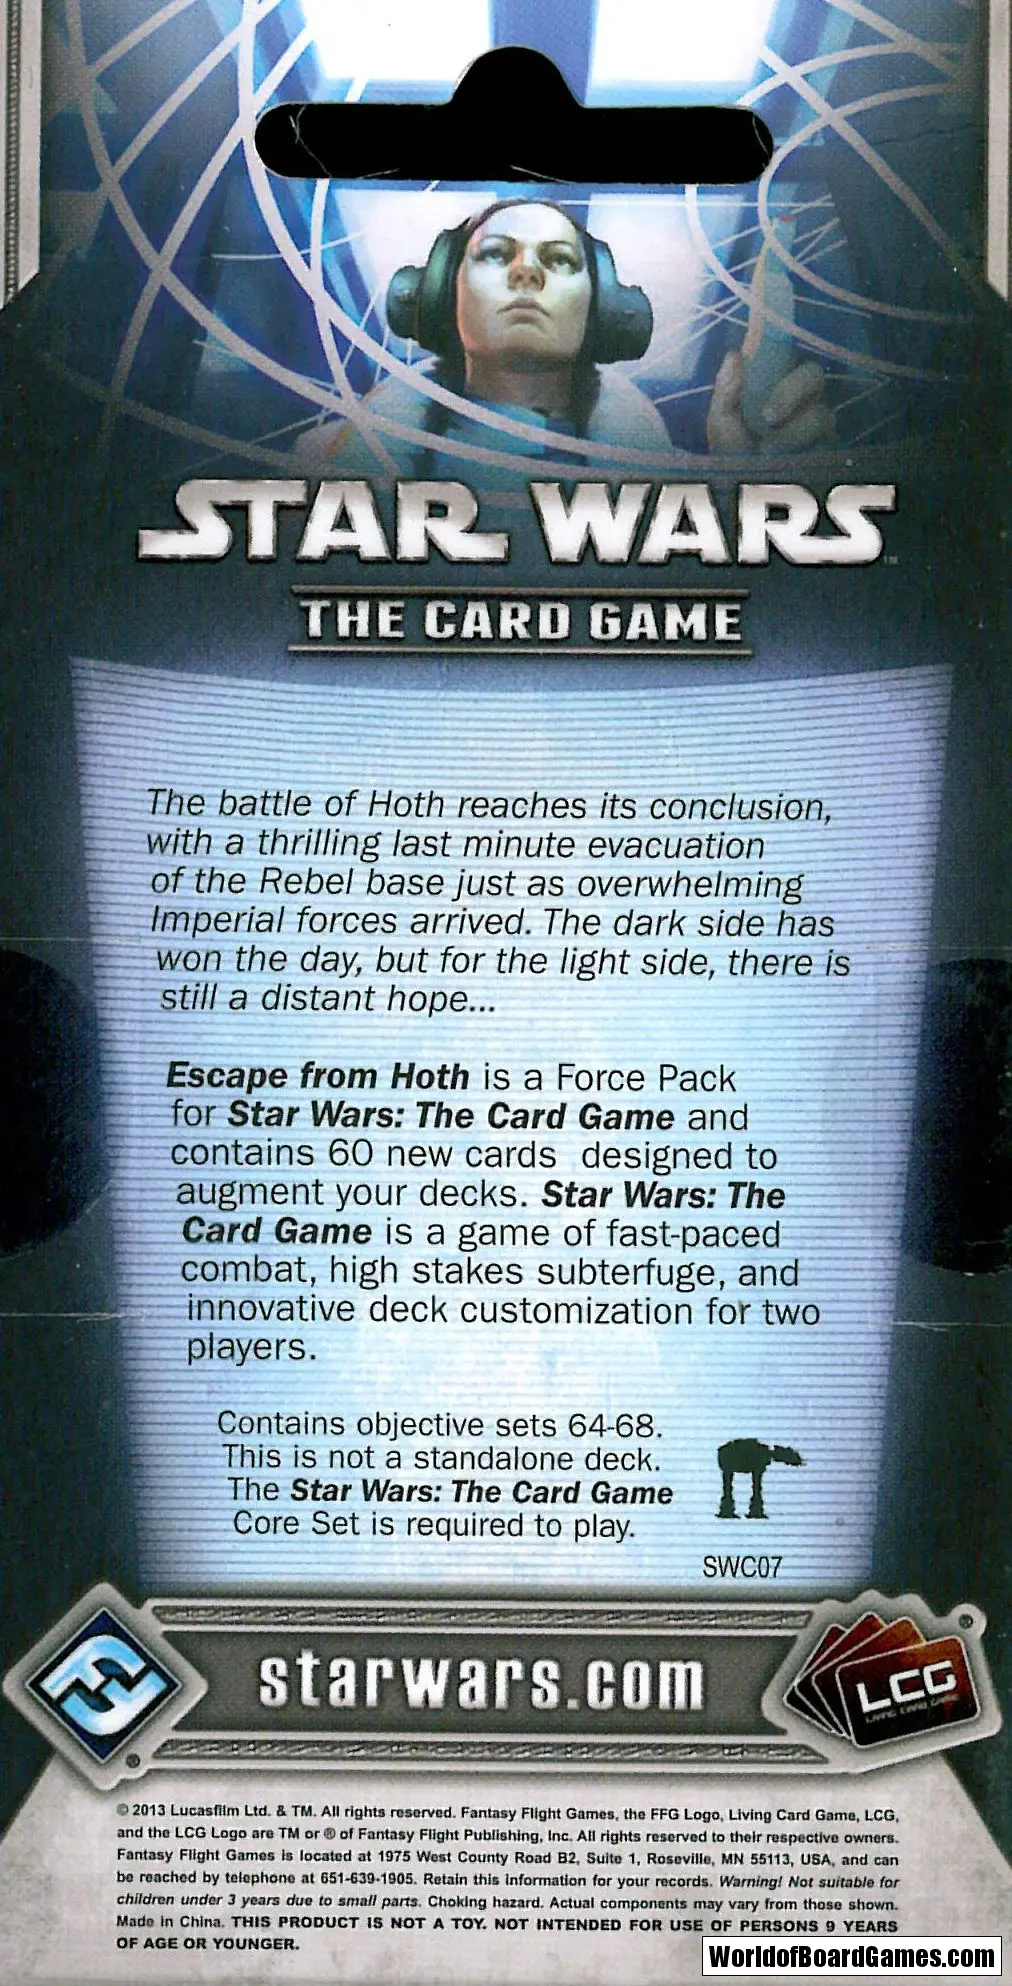 STAR WARS™
THE CARD GAME
The battle of Hoth reaches its conclusion,
with a thrilling last minute evacuation
of the Rebel base just as overwhelming
Imperial forces arrived. The dark side has
won the day, but for the light side, there is
still a distant hope...
Escape from Hoth is a Force Pack
for Star Wars: The Card Game and
contains 60 new cards designed to
augment your decks. Star Wars: The
Card Game is a game of fast-paced
combat, high stakes subterfuge, and
innovative deck customization for two
players.
Contains objective sets 64-68.
This is not a standalone deck.
The Star Wars: The Card Game
Core Set is required to play.
SWC07
starwars.com
LCG
LIVING CARD GAME
®
®
© 2013 Lucasfilm Ltd. & TM. All rights reserved. Fantasy Flight Games, the FFG Logo, Living Card Game, LCG,
and the LCG Logo are TM or ® of Fantasy Flight Publishing, Inc. All rights reserved to their respective owners.
Fantasy Flight Games is located at 1975 West County Road B2, Suite 1, Roseville, MN 55113, USA, and can
be reached by telephone at 651-639-1905. Retain this information for your records. Warning! Not suitable for
children under 3 years due to small parts. Choking hazard. Actual components may vary from those shown.
Made in China. THIS PRODUCT IS NOT A TOY. NOT INTENDED FOR USE OF PERSONS 9 YEARS
OF AGE OR YOUNGER.
WorldofBoardGames.com